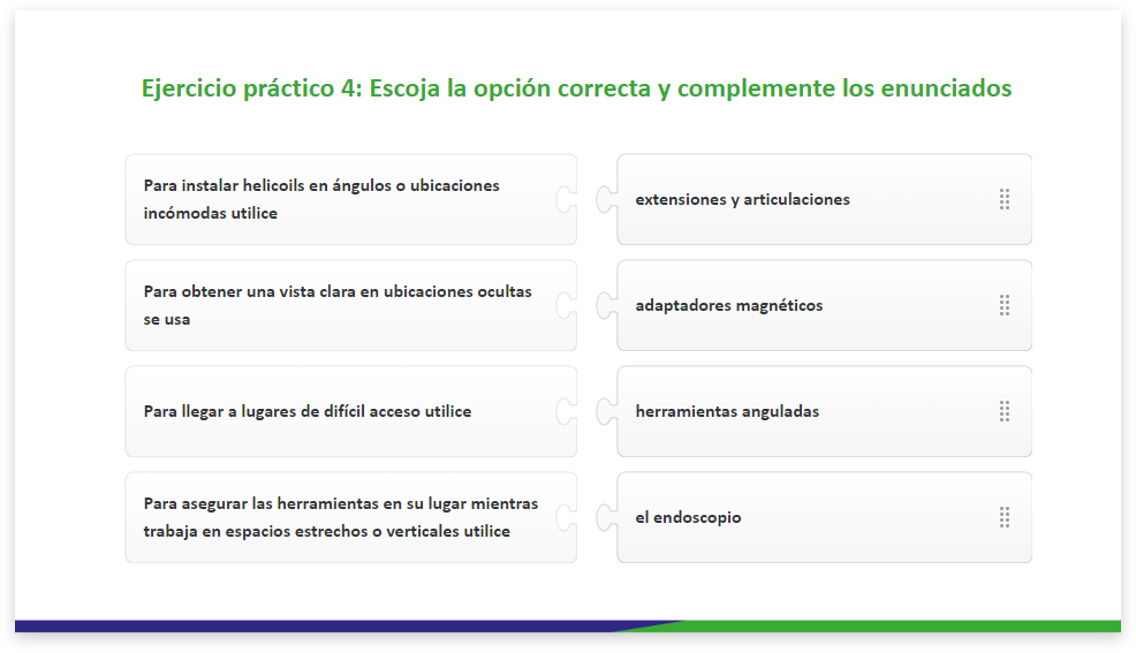 Ejercicio práctico 4: Escoja la opción correcta y complemente los enunciados
Para instalar helicoils en ángulos o ubicaciones
incómodas utilice
extensiones y articulaciones
Para obtener una vista clara en ubicaciones ocultas
se usa
adaptadores magnéticos
Para llegar a lugares de difícil acceso utilice
herramientas anguladas
Para asegurar las herramientas en su lugar mientras
trabaja en espacios estrechos o verticales utilice
el endoscopio